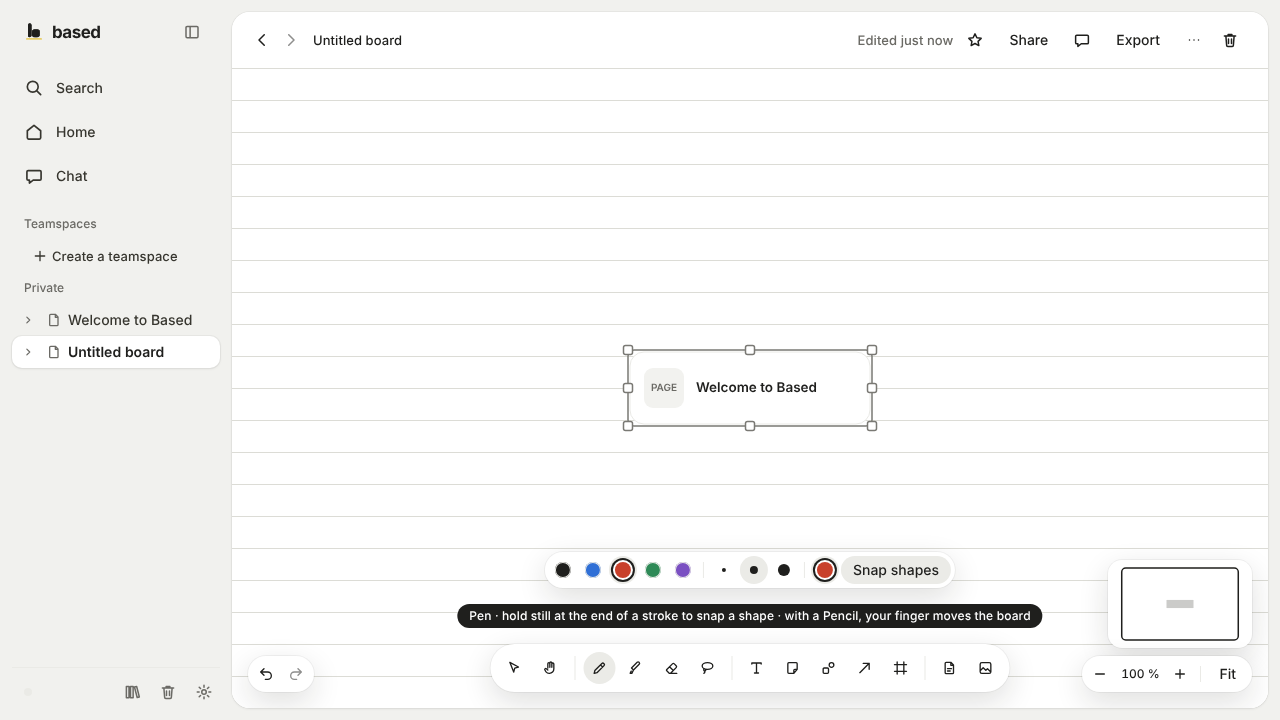 based
Untitled board
Edited just now
Share
Export
Search
Home
Chat
Teamspaces
Create a teamspace
Private
Welcome to Based
Untitled board
PAGE
Welcome to Based
Snap shapes
Pen · hold still at the end of a stroke to snap a shape · with a Pencil, your finger moves the board
100 %
Fit